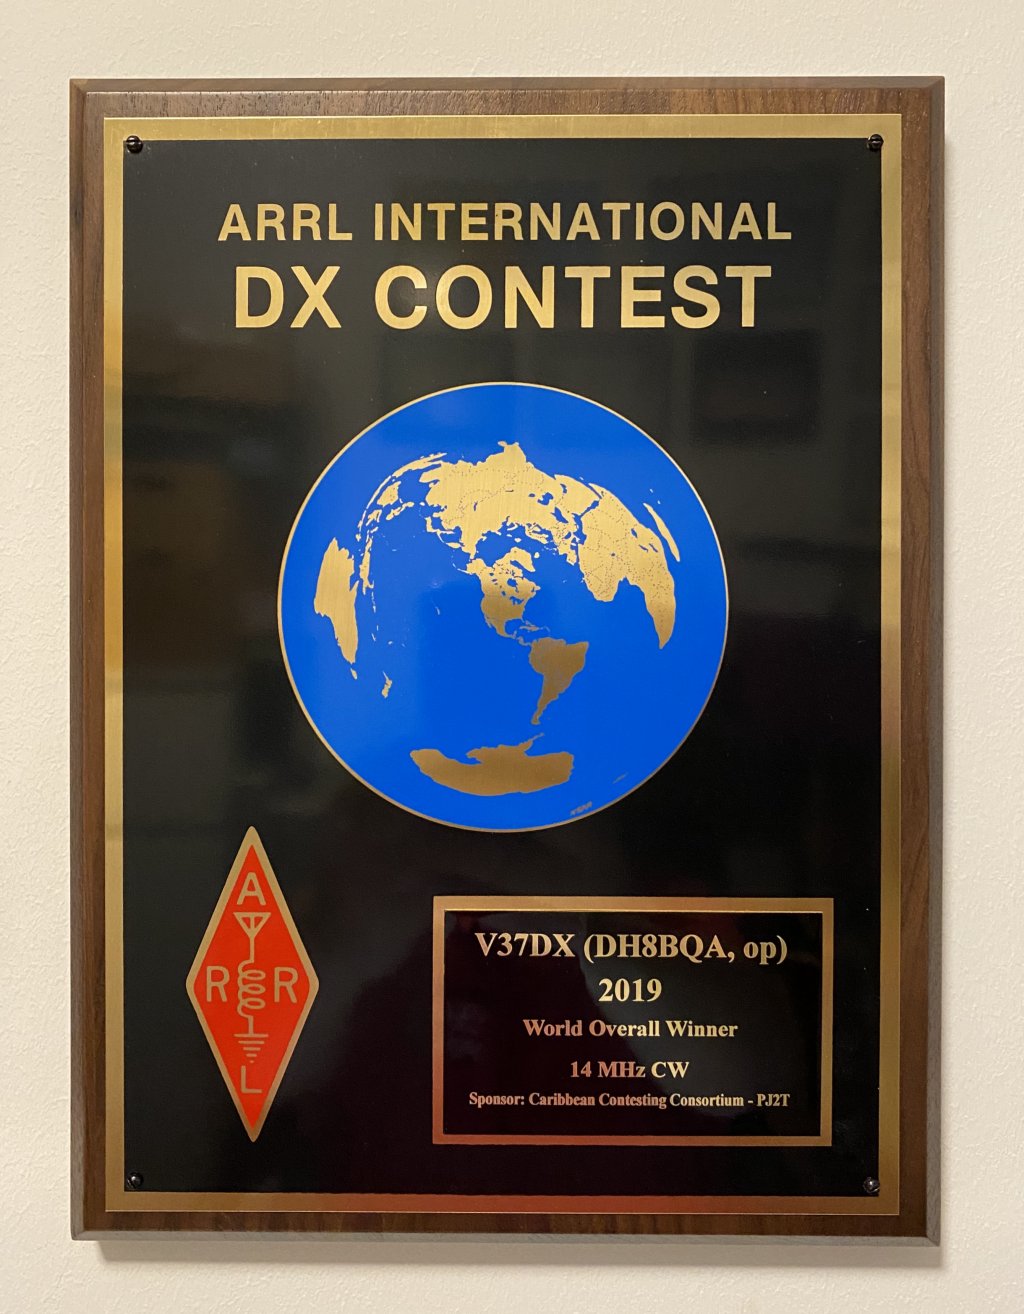 ARRL INTERNATIONAL
DX CONTEST
A
R R
L
V37DX (DH8BQA, op)
2019
World Overall Winner
14 MHz CW
Sponsor: Caribbean Contesting Consortium - PJ2T